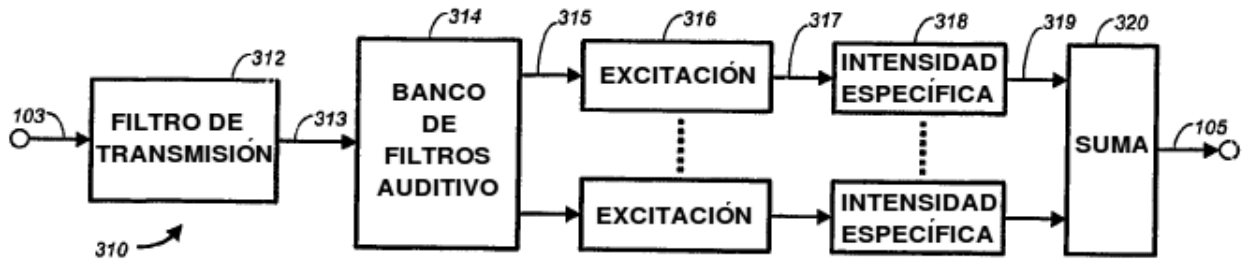 312
314
315
316
317
318
319
320
103
FILTRO DE
TRANSMISIÓN
313
BANCO
DE
FILTROS
AUDITIVO
EXCITACIÓN
INTENSIDAD
ESPECÍFICA
SUMA
105
EXCITACIÓN
INTENSIDAD
ESPECÍFICA
310